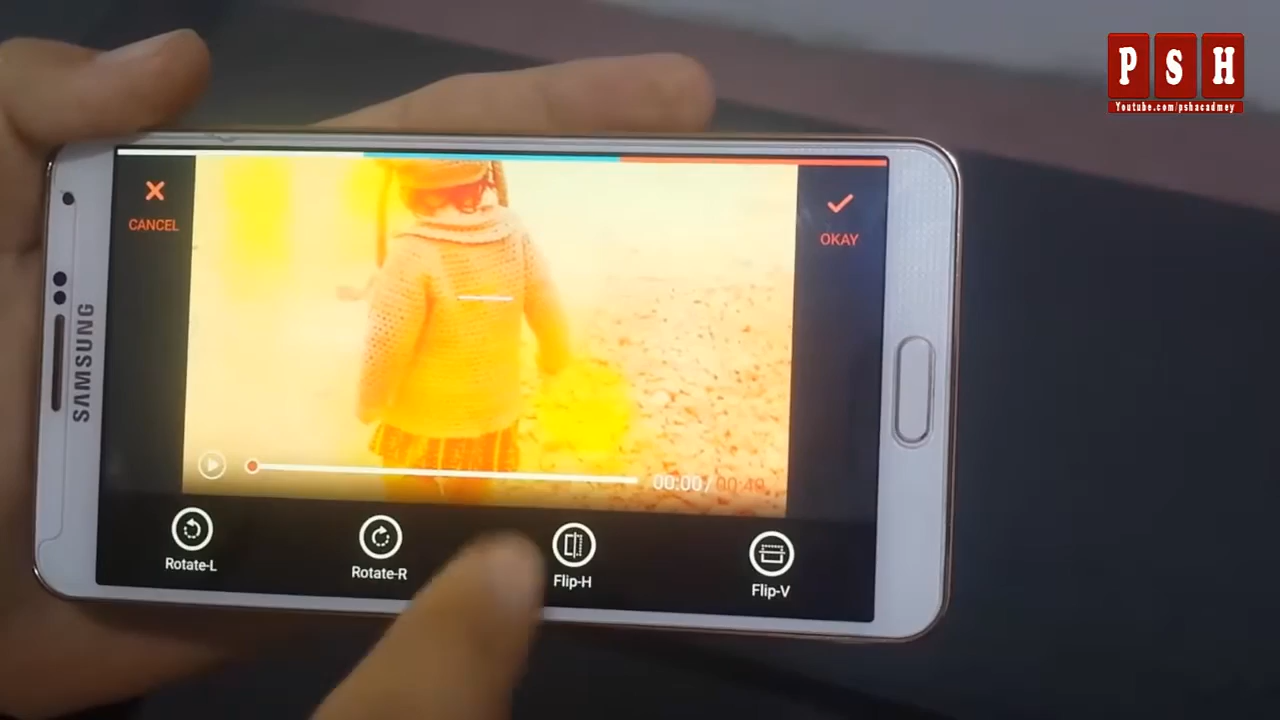 P S H
Youtube.com/pshacadmey
CANCEL
OKAY
SAMSUNG
00:00/00:40
Rotate-L
Rotate-R
Flip-H
Flip-V